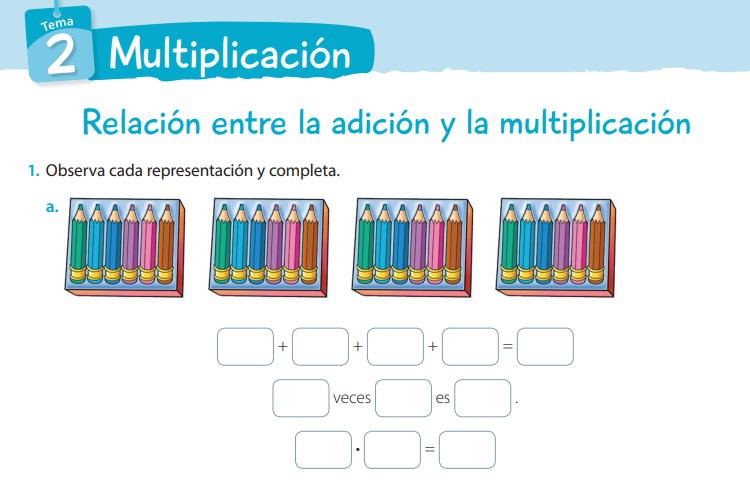 Tema
2 Multiplicación
Relación entre la adición y la multiplicación
1. Observa cada representación y completa.
a.
+ + + =
veces es .
· =